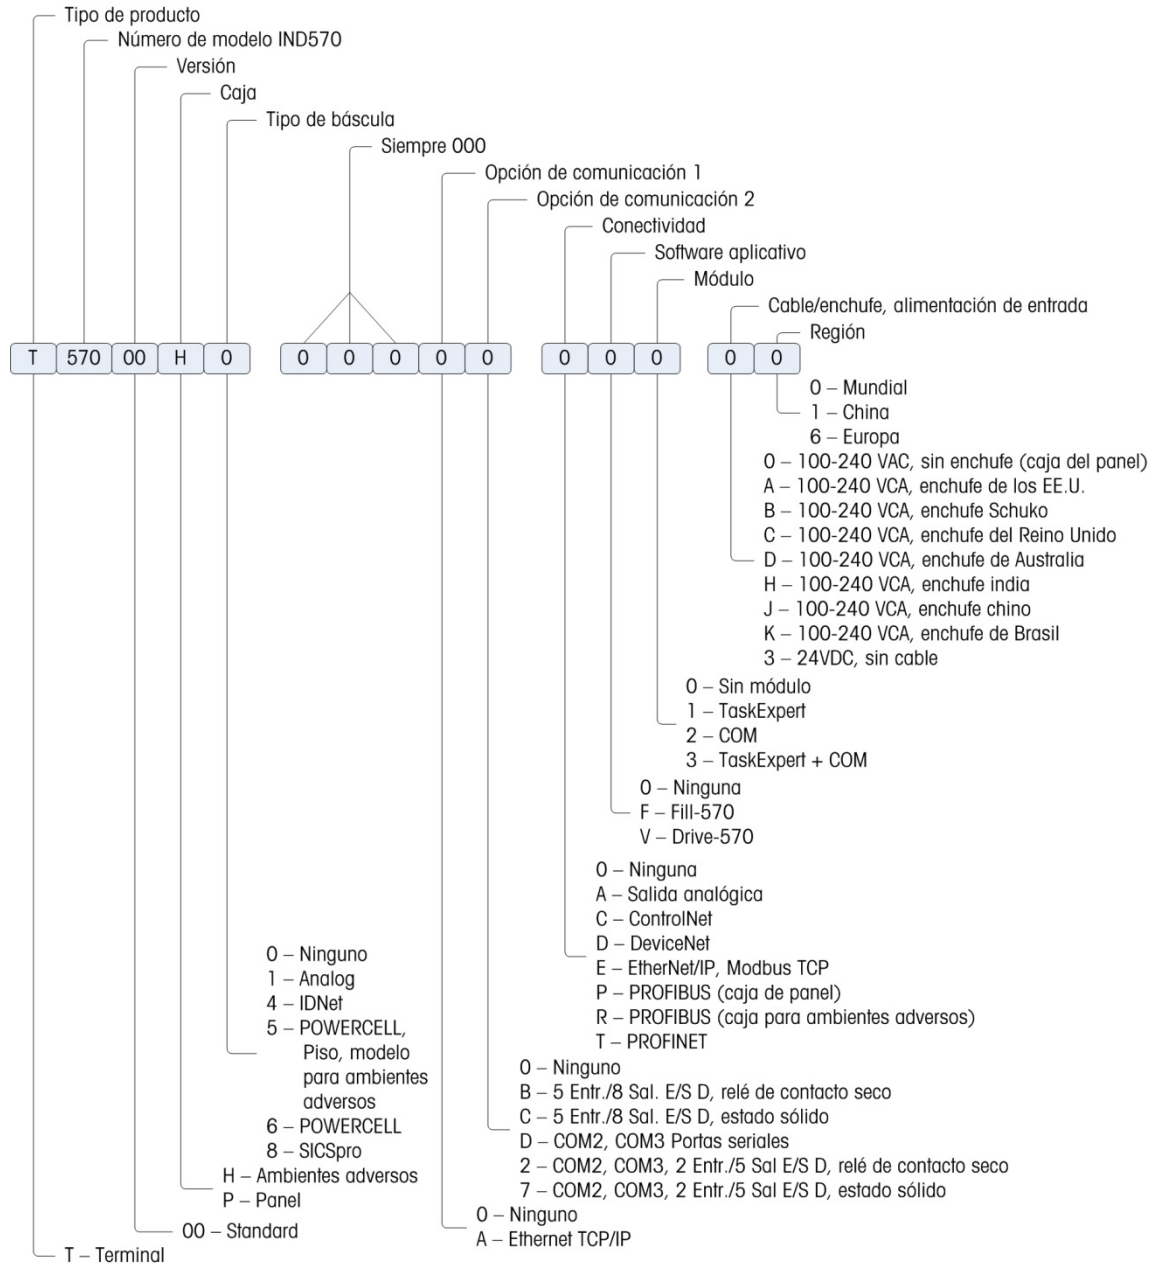 Tipo de producto
Número de modelo IND570
Versión
Caja
Tipo de báscula
Siempre 000
Opción de comunicación 1
Opción de comunicación 2
Conectividad
Software aplicativo
Módulo
Cable/enchufe, alimentación de entrada
Región
T 570 00 H 0 0 0 0 0 0 0 0 0 0 0
0 – Mundial
1 – China
6 – Europa
0 – 100-240 VAC, sin enchufe (caja del panel)
A – 100-240 VCA, enchufe de los EE.U.
B – 100-240 VCA, enchufe Schuko
C – 100-240 VCA, enchufe del Reino Unido
D – 100-240 VCA, enchufe de Australia
H – 100-240 VCA, enchufe india
J – 100-240 VCA, enchufe chino
K – 100-240 VCA, enchufe de Brasil
3 – 24VDC, sin cable
0 – Sin módulo
1 – TaskExpert
2 – COM
3 – TaskExpert + COM
0 – Ninguna
F – Fill-570
V – Drive-570
0 – Ninguna
A – Salida analógica
C – ControlNet
D – DeviceNet
E – EtherNet/IP, Modbus TCP
P – PROFIBUS (caja de panel)
R – PROFIBUS (caja para ambientes adversos)
T – PROFINET
0 – Ninguno
1 – Analog
4 – IDNet
5 – POWERCELL,
Piso, modelo
para ambientes
adversos
6 – POWERCELL
8 – SICSpro
0 – Ninguno
B – 5 Entr./8 Sal. E/S D, relé de contacto seco
C – 5 Entr./8 Sal. E/S D, estado sólido
D – COM2, COM3 Portas seriales
2 – COM2, COM3, 2 Entr./5 Sal E/S D, relé de contacto seco
7 – COM2, COM3, 2 Entr./5 Sal E/S D, estado sólido
H – Ambientes adversos
P – Panel
0 – Ninguno
A – Ethernet TCP/IP
00 – Standard
T – Terminal